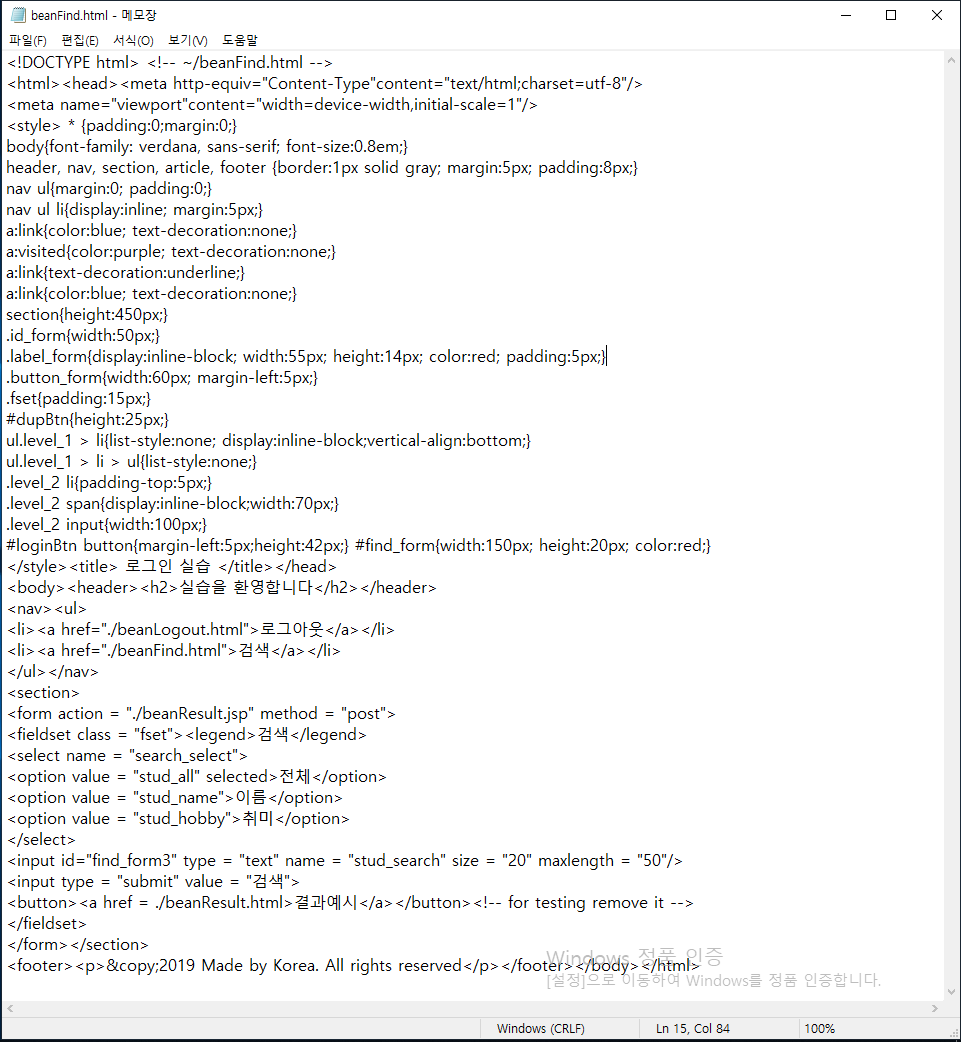 beanFind.html - 메모장
파일(F) 편집(E) 서식(O) 보기(V) 도움말
<!DOCTYPE html> <!-- ~/beanFind.html -->
<html><head><meta http-equiv="Content-Type"content="text/html;charset=utf-8"/>
<meta name="viewport"content="width=device-width,initial-scale=1"/>
<style> * {padding:0;margin:0;}
body{font-family: verdana, sans-serif; font-size:0.8em;}
header, nav, section, article, footer {border:1px solid gray; margin:5px; padding:8px;}
nav ul{margin:0; padding:0;}
nav ul li{display:inline; margin:5px;}
a:link{color:blue; text-decoration:none;}
a:visited{color:purple; text-decoration:none;}
a:link{text-decoration:underline;}
a:link{color:blue; text-decoration:none;}
section{height:450px;}
.id_form{width:50px;}
.label_form{display:inline-block; width:55px; height:14px; color:red; padding:5px;}
.button_form{width:60px; margin-left:5px;}
.fset{padding:15px;}
#dupBtn{height:25px;}
ul.level_1 > li{list-style:none; display:inline-block;vertical-align:bottom;}
ul.level_1 > li > ul{list-style:none;}
.level_2 li{padding-top:5px;}
.level_2 span{display:inline-block;width:70px;}
.level_2 input{width:100px;}
#loginBtn button{margin-left:5px;height:42px;} #find_form{width:150px; height:20px; color:red;}
</style><title> 로그인 실습 </title></head>
<body><header><h2>실습을 환영합니다</h2></header>
<nav><ul>
<li><a href="./beanLogout.html">로그아웃</a></li>
<li><a href="./beanFind.html">검색</a></li>
</ul></nav>
<section>
<form action = "./beanResult.jsp" method = "post">
<fieldset class = "fset"><legend>검색</legend>
<select name = "search_select">
<option value = "stud_all" selected>전체</option>
<option value = "stud_name">이름</option>
<option value = "stud_hobby">취미</option>
</select>
<input id="find_form3" type = "text" name = "stud_search" size = "20" maxlength = "50"/>
<input type = "submit" value = "검색">
<button><a href = ./beanResult.html>결과예시</a></button><!-- for testing remove it -->
</fieldset>
</form></section>
<footer><p>&copy;2019 Made by Korea. All rights reserved</p></footer></body></html>
Windows 정품 인증
[설정]으로 이동하여 Windows를 정품 인증합니다.
Windows (CRLF) Ln 15, Col 84 100%